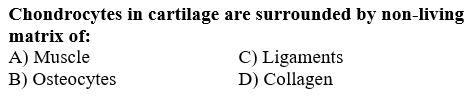 Chondrocytes in cartilage are surrounded by non-living
matrix of:
A) Muscle C) Ligaments
B) Osteocytes D) Collagen